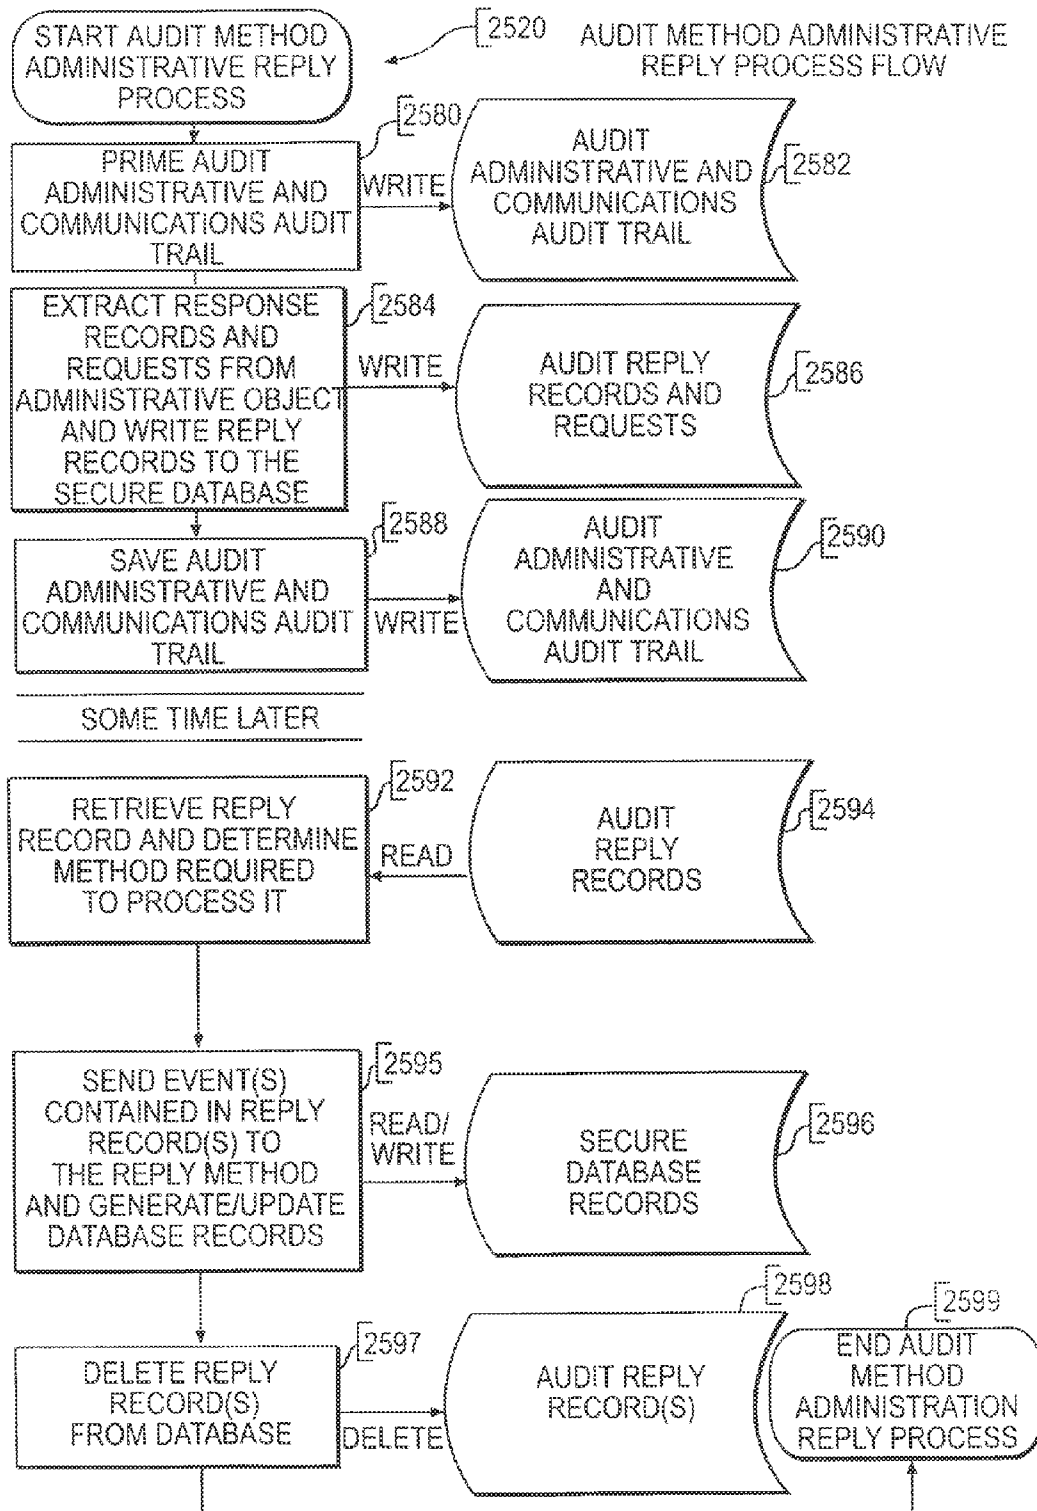 START AUDIT METHOD
ADMINISTRATIVE REPLY
PROCESS
2520
AUDIT METHOD ADMINISTRATIVE
REPLY PROCESS FLOW
2580
PRIME AUDIT
ADMINISTRATIVE AND
COMMUNICATIONS AUDIT
TRAIL
WRITE
AUDIT
ADMINISTRATIVE AND
COMMUNICATIONS
AUDIT TRAIL
2582
2584
EXTRACT RESPONSE
RECORDS AND
REQUESTS FROM
ADMINISTRATIVE OBJECT
AND WRITE REPLY
RECORDS TO THE
SECURE DATABASE
WRITE
AUDIT REPLY
RECORDS AND
REQUESTS
2586
2588
SAVE AUDIT
ADMINISTRATIVE AND
COMMUNICATIONS AUDIT
TRAIL
WRITE
AUDIT
ADMINISTRATIVE
AND
COMMUNICATIONS
AUDIT TRAIL
2590
SOME TIME LATER
2592
RETRIEVE REPLY
RECORD AND DETERMINE
METHOD REQUIRED
TO PROCESS IT
READ
AUDIT
REPLY
RECORDS
2594
2595
SEND EVENT(S)
CONTAINED IN REPLY
RECORD(S) TO
THE REPLY METHOD
AND GENERATE/UPDATE
DATABASE RECORDS
READ/
WRITE
SECURE
DATABASE
RECORDS
2596
2597
DELETE REPLY
RECORD(S)
FROM DATABASE
DELETE
AUDIT REPLY
RECORD(S)
2598
2599
END AUDIT
METHOD
ADMINISTRATION
REPLY PROCESS